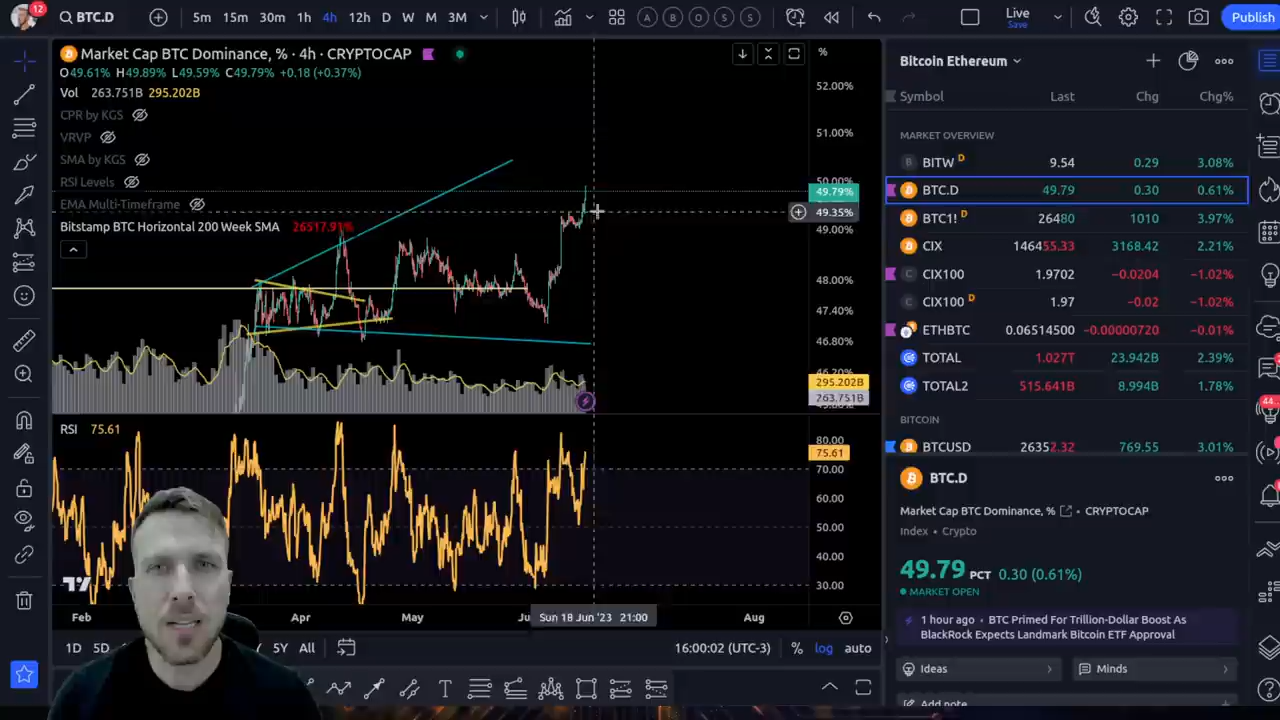 12
BTC.D
5m 15m 30m 1h 4h 12h D W M 3M
A B O S S
Live
Save
Publish
Market Cap BTC Dominance, % · 4h · CRYPTOCAP
O49.61% H49.89% L49.59% C49.79% +0.18 (+0.37%)
Vol 263.751B 295.202B
CPR by KGS
VRVP
SMA by KGS
RSI Levels
EMA Multi-Timeframe
Bitstamp BTC Horizontal 200 Week SMA 26517.91%
%
52.00%
51.00%
50.00%
49.79%
49.35%
49.00%
48.00%
47.40%
46.80%
46.20%
295.202B
263.751B
RSI 75.61
80.00
75.61
70.00
60.00
50.00
40.00
30.00
Feb Apr May Sun 18 Jun '23 21:00 Aug
1D 5D 5Y All
16:00:02 (UTC-3) % log auto
T
Bitcoin Ethereum
Symbol Last Chg Chg%
MARKET OVERVIEW
B BITW D 9.54 0.29 3.08%
BTC.D 49.79 0.30 0.61%
BTC1! D 26480 1010 3.97%
CIX 146455.33 3168.42 2.21%
C CIX100 1.9702 −0.0204 −1.02%
C CIX100 D 1.97 −0.02 −1.02%
ETHBTC 0.06514500 −0.00000720 −0.01%
TOTAL 1.027T 23.942B 2.39%
TOTAL2 515.641B 8.994B 1.78%
BITCOIN
BTCUSD 26352.32 769.55 3.01%
44
BTC.D
Market Cap BTC Dominance, % • CRYPTOCAP
Index • Crypto
49.79 PCT 0.30 (0.61%)
MARKET OPEN
1 hour ago • BTC Primed For Trillion-Dollar Boost As
BlackRock Expects Landmark Bitcoin ETF Approval
Ideas Minds
Add note